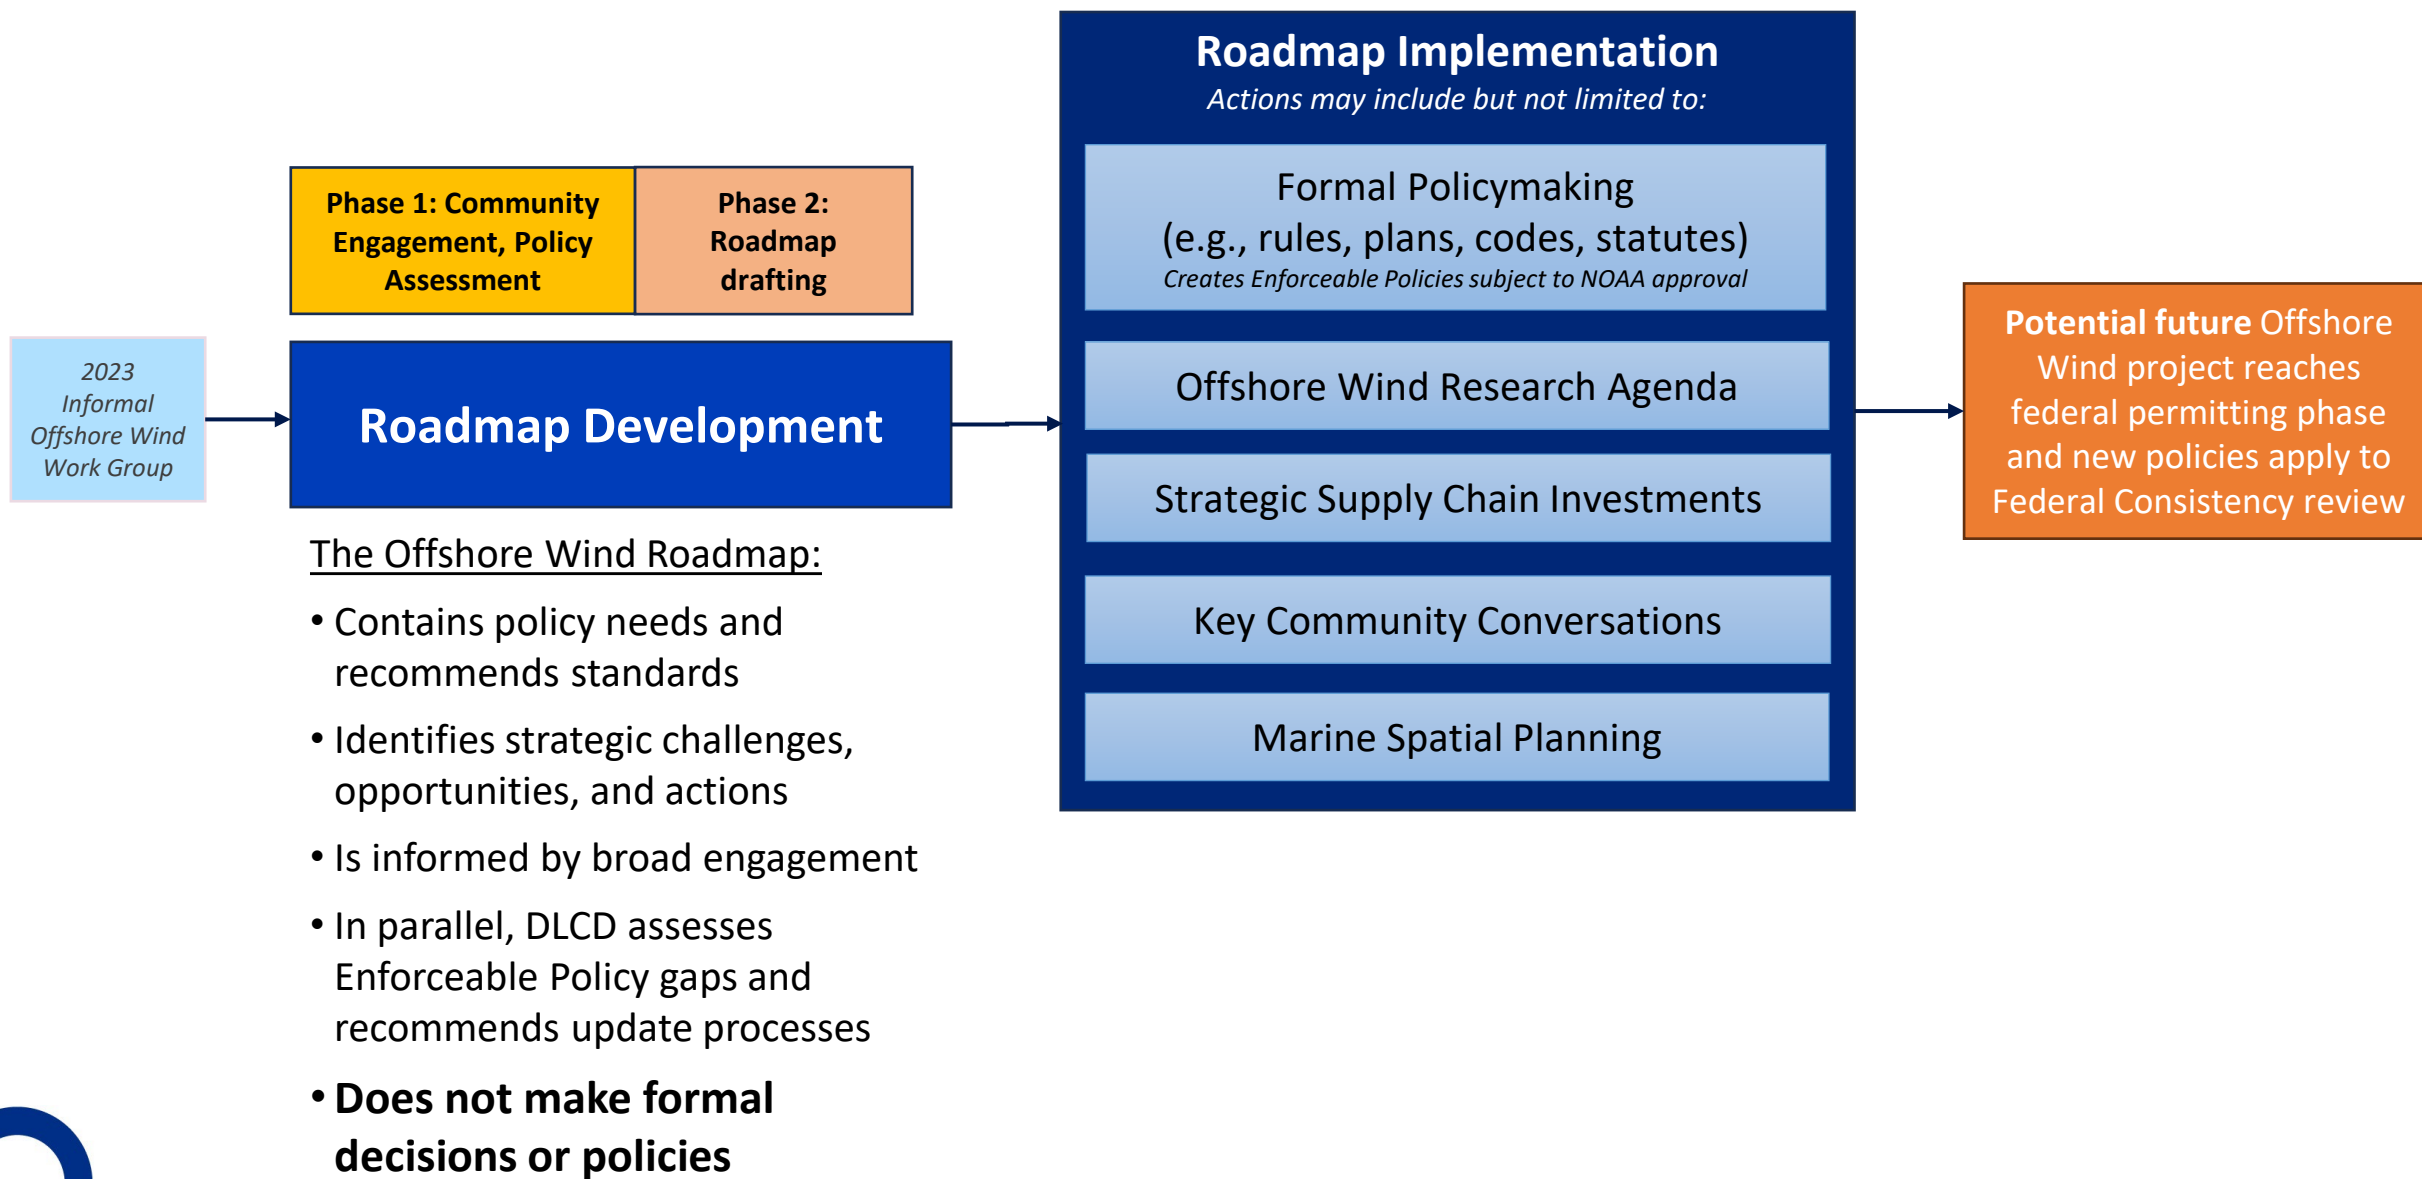 2023
Informal
Offshore Wind
Work Group
Phase 1: Community
Engagement, Policy
Assessment
Phase 2:
Roadmap
drafting
Roadmap Development
The Offshore Wind Roadmap:
• Contains policy needs and
recommends standards
• Identifies strategic challenges,
opportunities, and actions
• Is informed by broad engagement
• In parallel, DLCD assesses
Enforceable Policy gaps and
recommends update processes
• Does not make formal
decisions or policies
Roadmap Implementation
Actions may include but not limited to:
Formal Policymaking
(e.g., rules, plans, codes, statutes)
Creates Enforceable Policies subject to NOAA approval
Offshore Wind Research Agenda
Strategic Supply Chain Investments
Key Community Conversations
Marine Spatial Planning
Potential future Offshore
Wind project reaches
federal permitting phase
and new policies apply to
Federal Consistency review